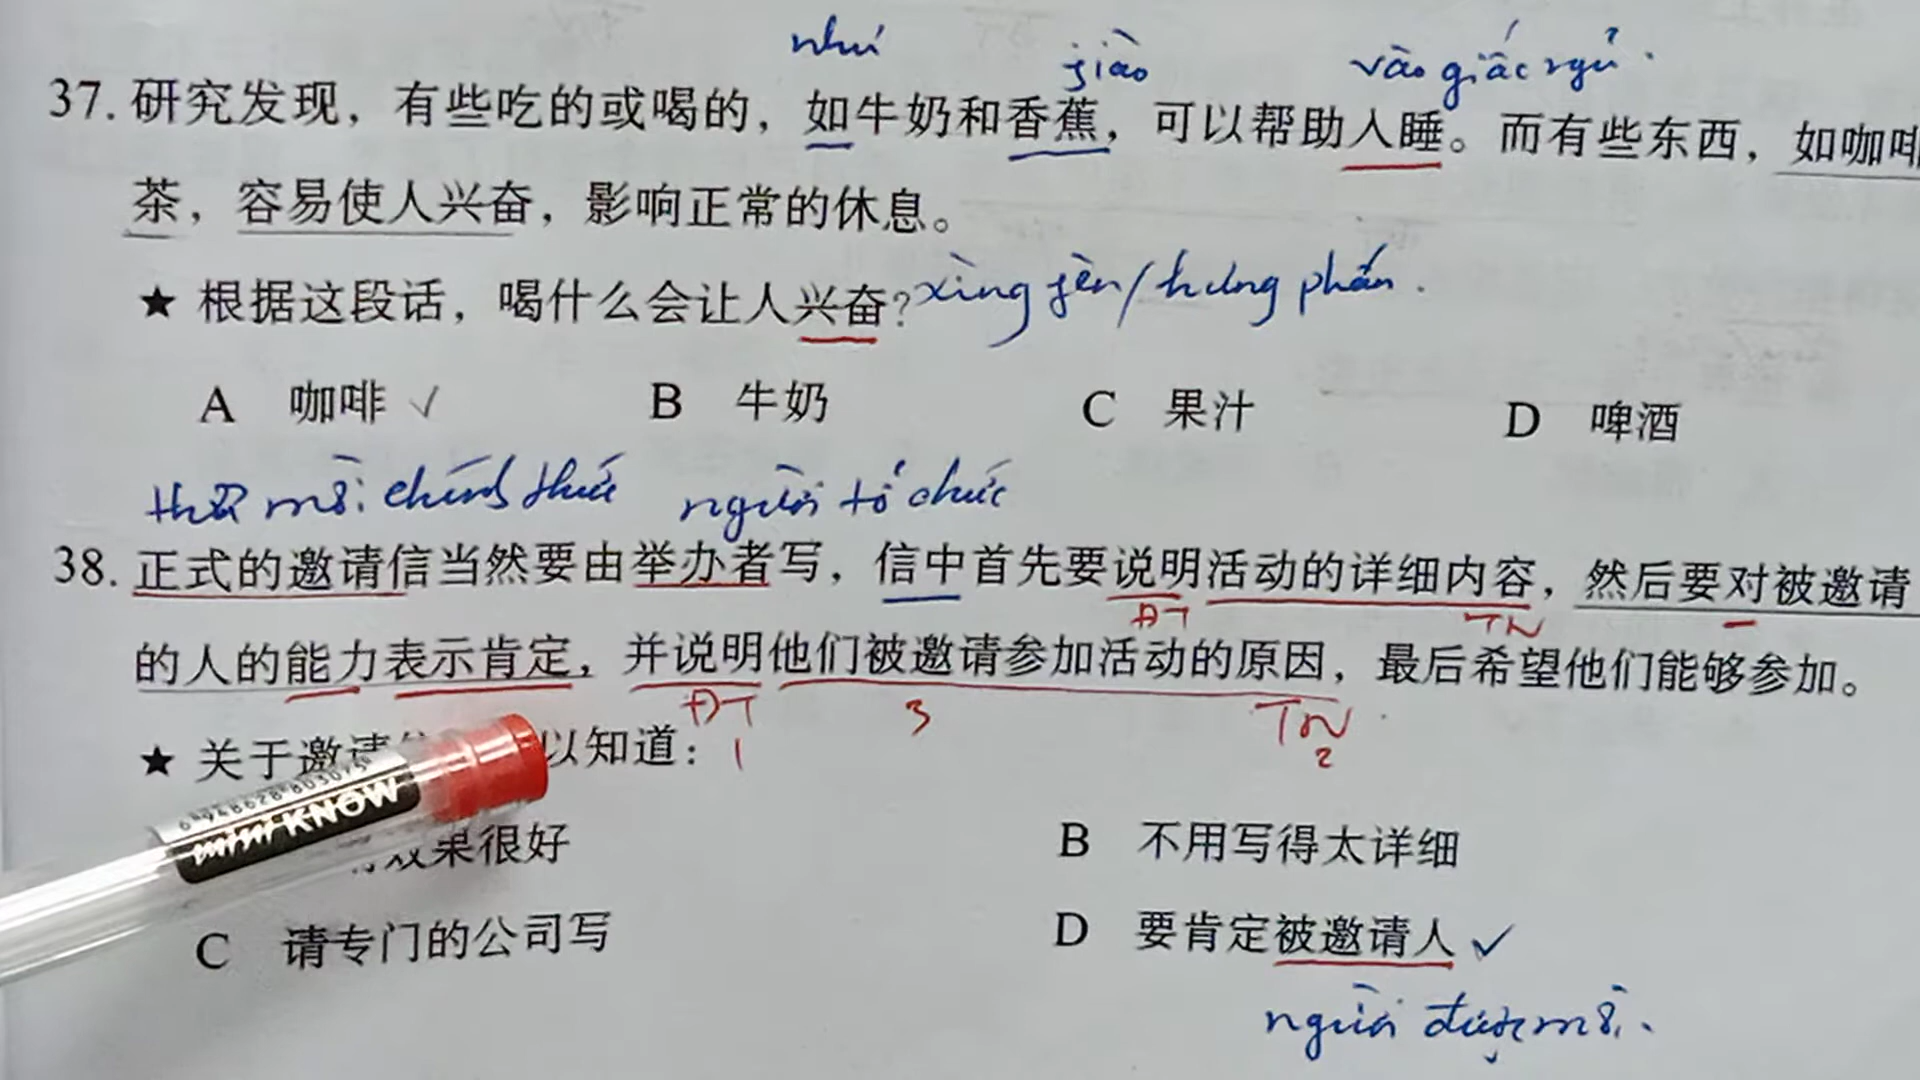 như
jiāo
vào giấc ngủ.
37. 研究发现，有些吃的或喝的，如牛奶和香蕉，可以帮助入睡。而有些东西，如咖啡
茶，容易使人兴奋，影响正常的休息。
★ 根据这段话，喝什么会让人兴奋？ xìng fèn / hưng phấn.
A 咖啡 ✓ B 牛奶 C 果汁 D 啤酒
thư mời chính thức người tổ chức
38. 正式的邀请信当然要由举办者写，信中首先要说明活动的详细内容，然后要对被邀请
ĐT TN
的人的能力表示肯定，并说明他们被邀请参加活动的原因，最后希望他们能够参加。
ĐT 3 TN
1 2
★ 关于邀请 以知道：
mini KNOW
效果很好 B 不用写得太详细
C 请专门的公司写 D 要肯定被邀请人 ✓
người được mời.